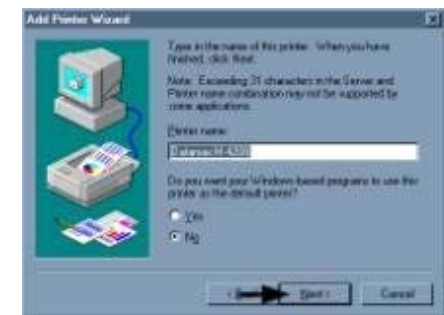 Add Printer Wizard
Type in the name of this printer. When you have
finished, click Next.
Note: Exceeding 31 characters in the Server and
Printer name combination may not be supported by
some applications.
Printer name:
Do you want your Windows-based programs to use this
printer as the default printer?
Yes
No
Next >
Cancel